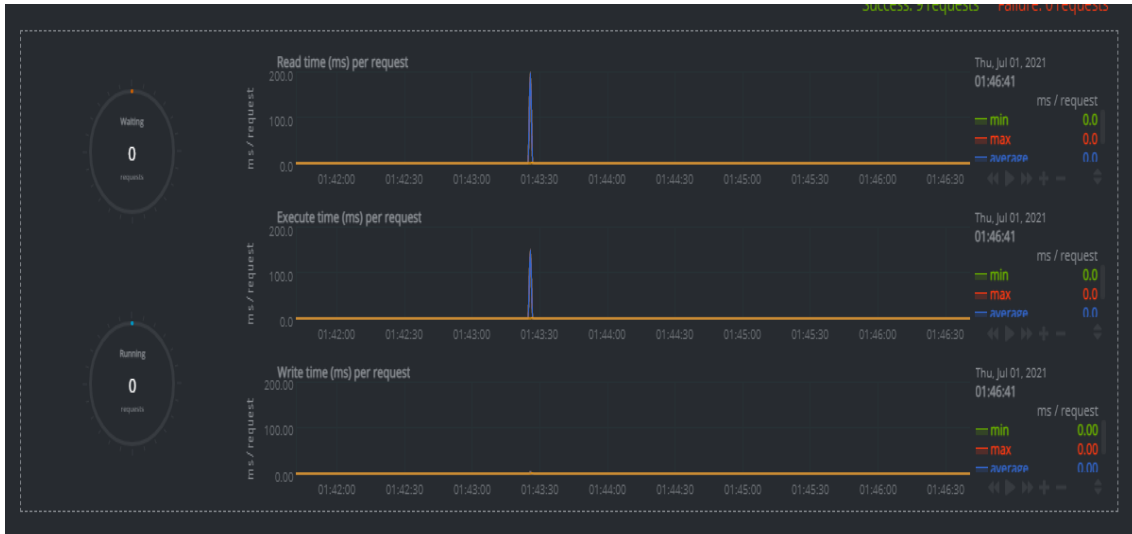 Success: 9 requests Failure: 0 requests
Waiting
0
requests
Running
0
requests
Read time (ms) per request
ms / request
200.0
100.0
0.0
01:42:00 01:42:30 01:43:00 01:43:30 01:44:00 01:44:30 01:45:00 01:45:30 01:46:00 01:46:30
Thu, Jul 01, 2021
01:46:41
ms / request
min 0.0
max 0.0
average 0.0
Execute time (ms) per request
ms / request
200.0
100.0
0.0
01:42:00 01:42:30 01:43:00 01:43:30 01:44:00 01:44:30 01:45:00 01:45:30 01:46:00 01:46:30
Thu, Jul 01, 2021
01:46:41
ms / request
min 0.0
max 0.0
average 0.0
Write time (ms) per request
ms / request
200.00
100.00
0.00
01:42:00 01:42:30 01:43:00 01:43:30 01:44:00 01:44:30 01:45:00 01:45:30 01:46:00 01:46:30
Thu, Jul 01, 2021
01:46:41
ms / request
min 0.00
max 0.00
average 0.00